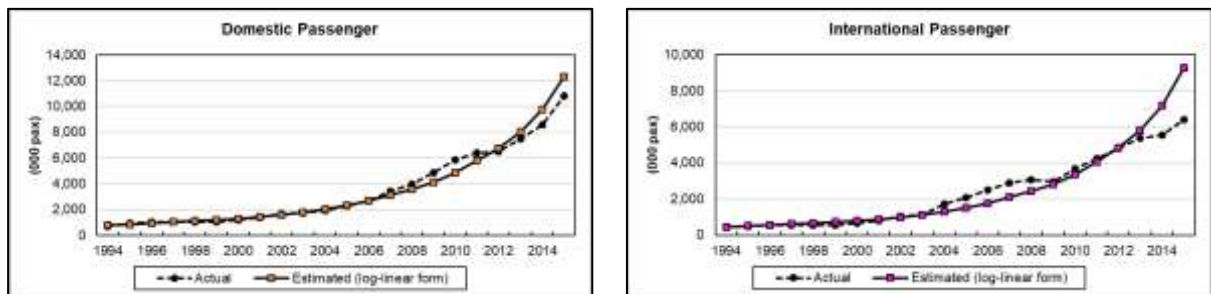 Domestic Passenger
14,000
12,000
10,000
8,000
6,000
4,000
2,000
0
(000 pax)
1994 1996 1998 2000 2002 2004 2006 2008 2010 2012 2014
Actual Estimated (log-linear form)
International Passenger
10,000
8,000
6,000
4,000
2,000
0
(000 pax)
1994 1996 1998 2000 2002 2004 2006 2008 2010 2012 2014
Actual Estimated (log-linear form)